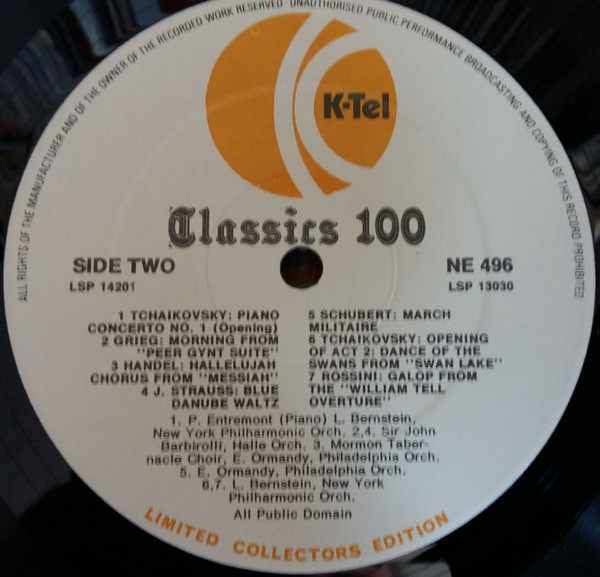 ALL RIGHTS OF THE MANUFACTURER AND OF THE OWNER OF THE RECORDED WORK RESERVED UNAUTHORISED PUBLIC PERFORMANCE BROADCASTING AND COPYING OF THIS RECORD PROHIBITED
K-Tel
Classics 100
SIDE TWO
LSP 14201
NE 496
LSP 13030
1 TCHAIKOVSKY: PIANO
CONCERTO NO. 1 (Opening)
2 GRIEG: MORNING FROM
"PEER GYNT SUITE"
3 HANDEL: HALLELUJAH
CHORUS FROM "MESSIAH"
4 J. STRAUSS: BLUE
DANUBE WALTZ
5 SCHUBERT: MARCH
MILITAIRE
6 TCHAIKOVSKY: OPENING
OF ACT 2: DANCE OF THE
SWANS FROM "SWAN LAKE"
7 ROSSINI: GALOP FROM
THE "WILLIAM TELL
OVERTURE"
1. P. Entremont (Piano) L. Bernstein,
New York Philharmonic Orch. 2,4. Sir John
Barbirolli, Halle Orch. 3. Mormon Taber-
nacle Choir, E. Ormandy, Philadelphia Orch.
5. E. Ormandy, Philadelphia Orch.
6,7. L. Bernstein, New York
Philharmonic Orch.
All Public Domain
LIMITED COLLECTORS EDITION